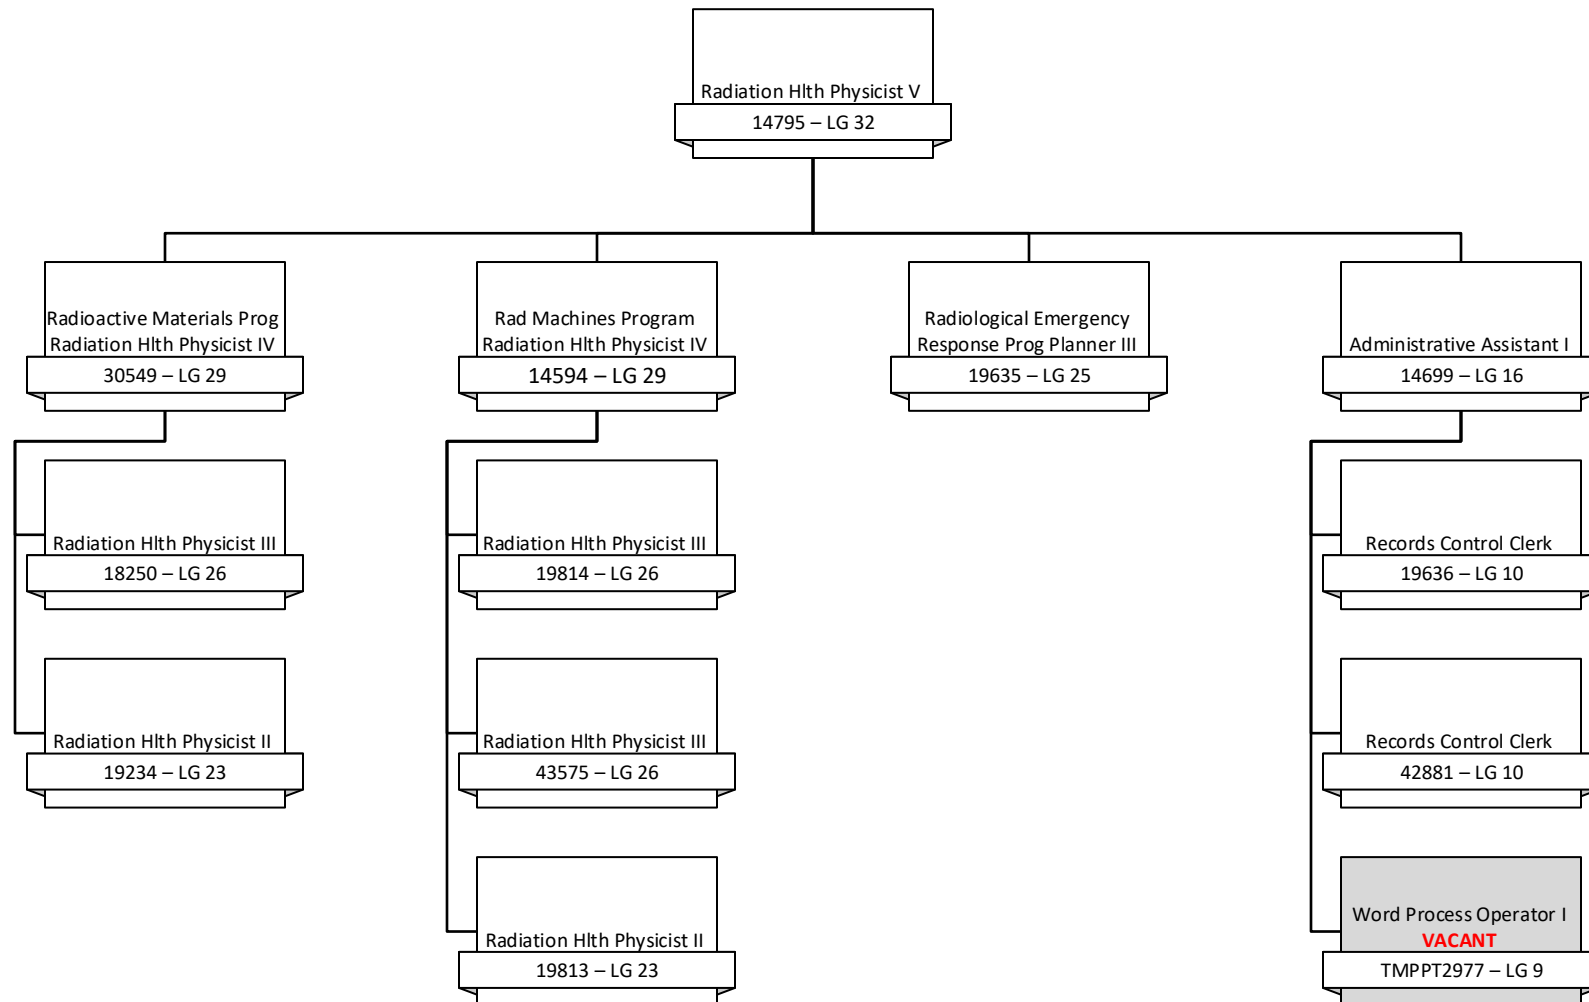 Radiation Hlth Physicist V
14795 – LG 32
Radioactive Materials Prog
Radiation Hlth Physicist IV
30549 – LG 29
Rad Machines Program
Radiation Hlth Physicist IV
14594 – LG 29
Radiological Emergency
Response Prog Planner III
19635 – LG 25
Administrative Assistant I
14699 – LG 16
Radiation Hlth Physicist III
18250 – LG 26
Radiation Hlth Physicist III
19814 – LG 26
Records Control Clerk
19636 – LG 10
Radiation Hlth Physicist II
19234 – LG 23
Radiation Hlth Physicist III
43575 – LG 26
Records Control Clerk
42881 – LG 10
Radiation Hlth Physicist II
19813 – LG 23
Word Process Operator I
VACANT
TMPPT2977 – LG 9